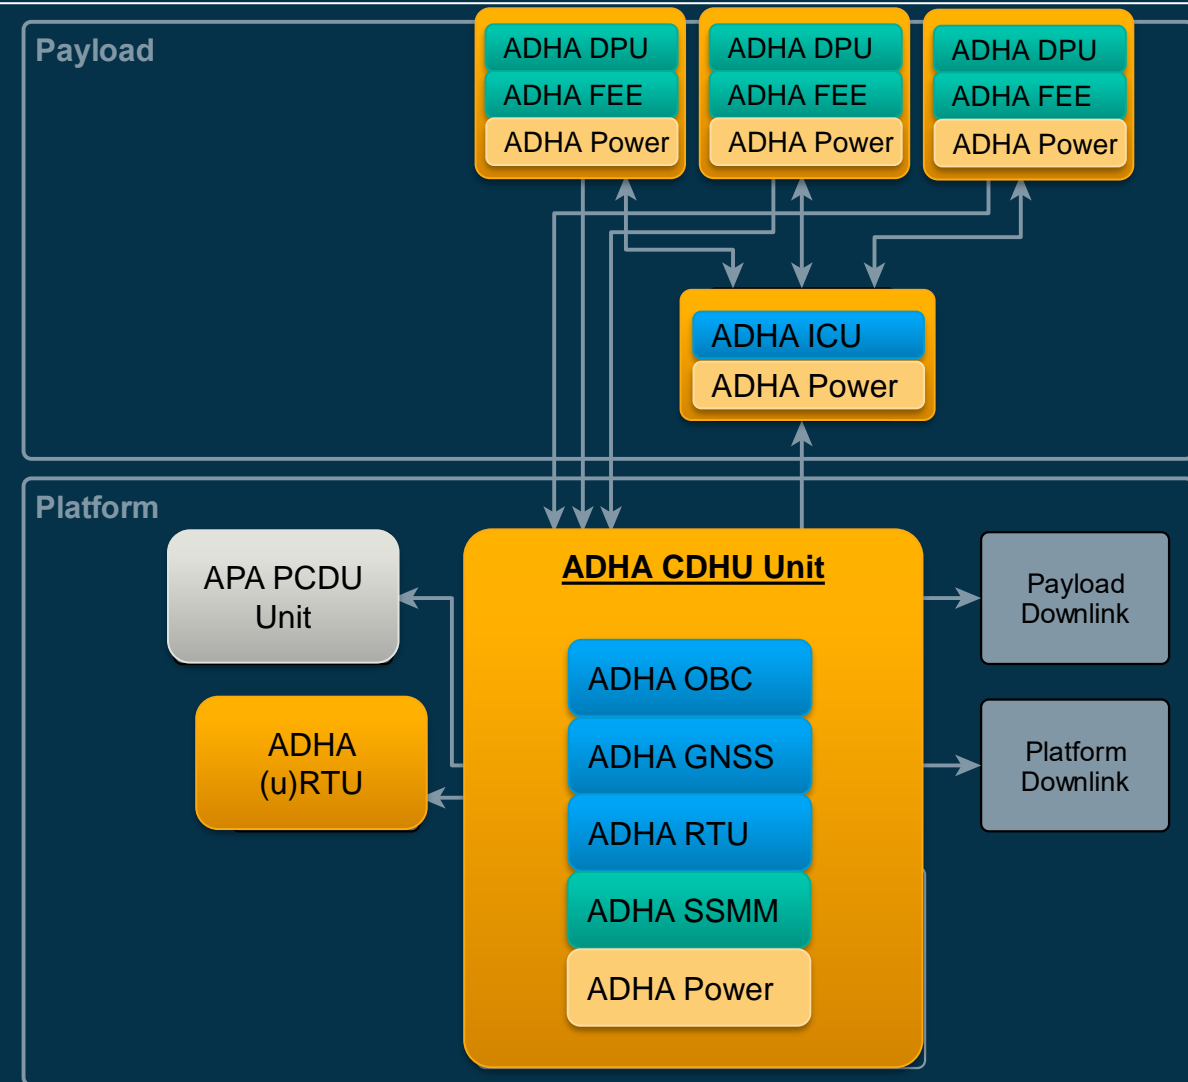 Payload
ADHA DPU
ADHA FEE
ADHA Power
ADHA DPU
ADHA FEE
ADHA Power
ADHA DPU
ADHA FEE
ADHA Power
ADHA ICU
ADHA Power
Platform
APA PCDU
Unit
ADHA
(u)RTU
ADHA CDHU Unit
ADHA OBC
ADHA GNSS
ADHA RTU
ADHA SSMM
ADHA Power
Payload
Downlink
Platform
Downlink